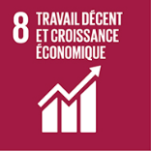 8 TRAVAIL DÉCENT
ET CROISSANCE
ÉCONOMIQUE